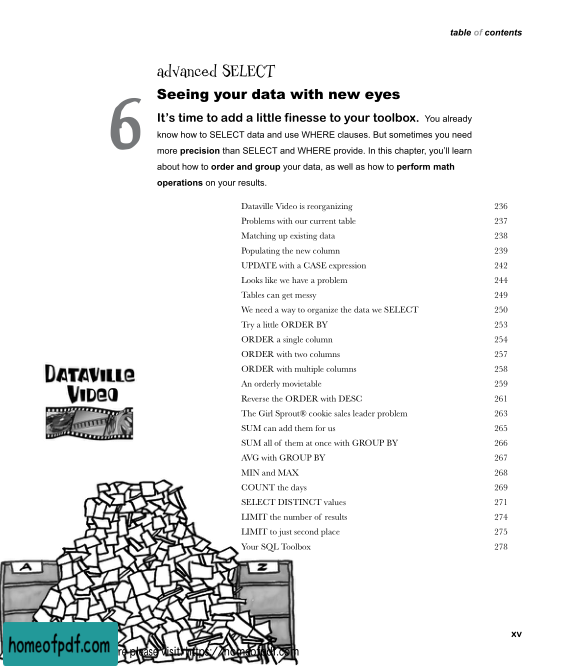 table of contents
advanced SELECT
6
Seeing your data with new eyes
It's time to add a little finesse to your toolbox. You already
know how to SELECT data and use WHERE clauses. But sometimes you need
more precision than SELECT and WHERE provide. In this chapter, you'll learn
about how to order and group your data, as well as how to perform math
operations on your results.
Dataville Video is reorganizing 236
Problems with our current table 237
Matching up existing data 238
Populating the new column 239
UPDATE with a CASE expression 242
Looks like we have a problem 244
Tables can get messy 249
We need a way to organize the data we SELECT 250
Try a little ORDER BY 253
ORDER a single column 254
ORDER with two columns 257
ORDER with multiple columns 258
An orderly movietable 259
Reverse the ORDER with DESC 261
The Girl Sprout® cookie sales leader problem 263
SUM can add them for us 265
SUM all of them at once with GROUP BY 266
AVG with GROUP BY 267
MIN and MAX 268
COUNT the days 269
SELECT DISTINCT values 271
LIMIT the number of results 274
LIMIT to just second place 275
Your SQL Toolbox 278
DATAVILLE
VIDEO
A
Z
xv
homeofpdf.com
please visit https://homeofpdf.com